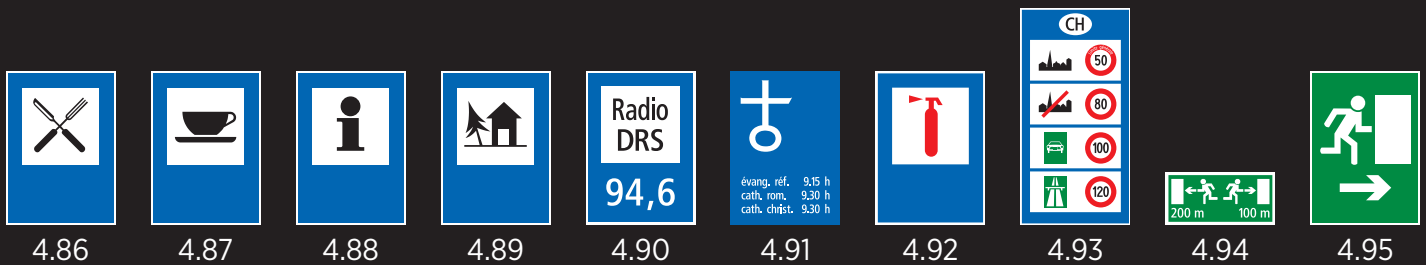 Radio
DRS
94,6
évang. réf. 9.15 h
cath. rom. 9.30 h
cath. christ. 9.30 h
CH
50
80
100
120
200 m 100 m
4.86 4.87 4.88 4.89 4.90 4.91 4.92 4.93 4.94 4.95